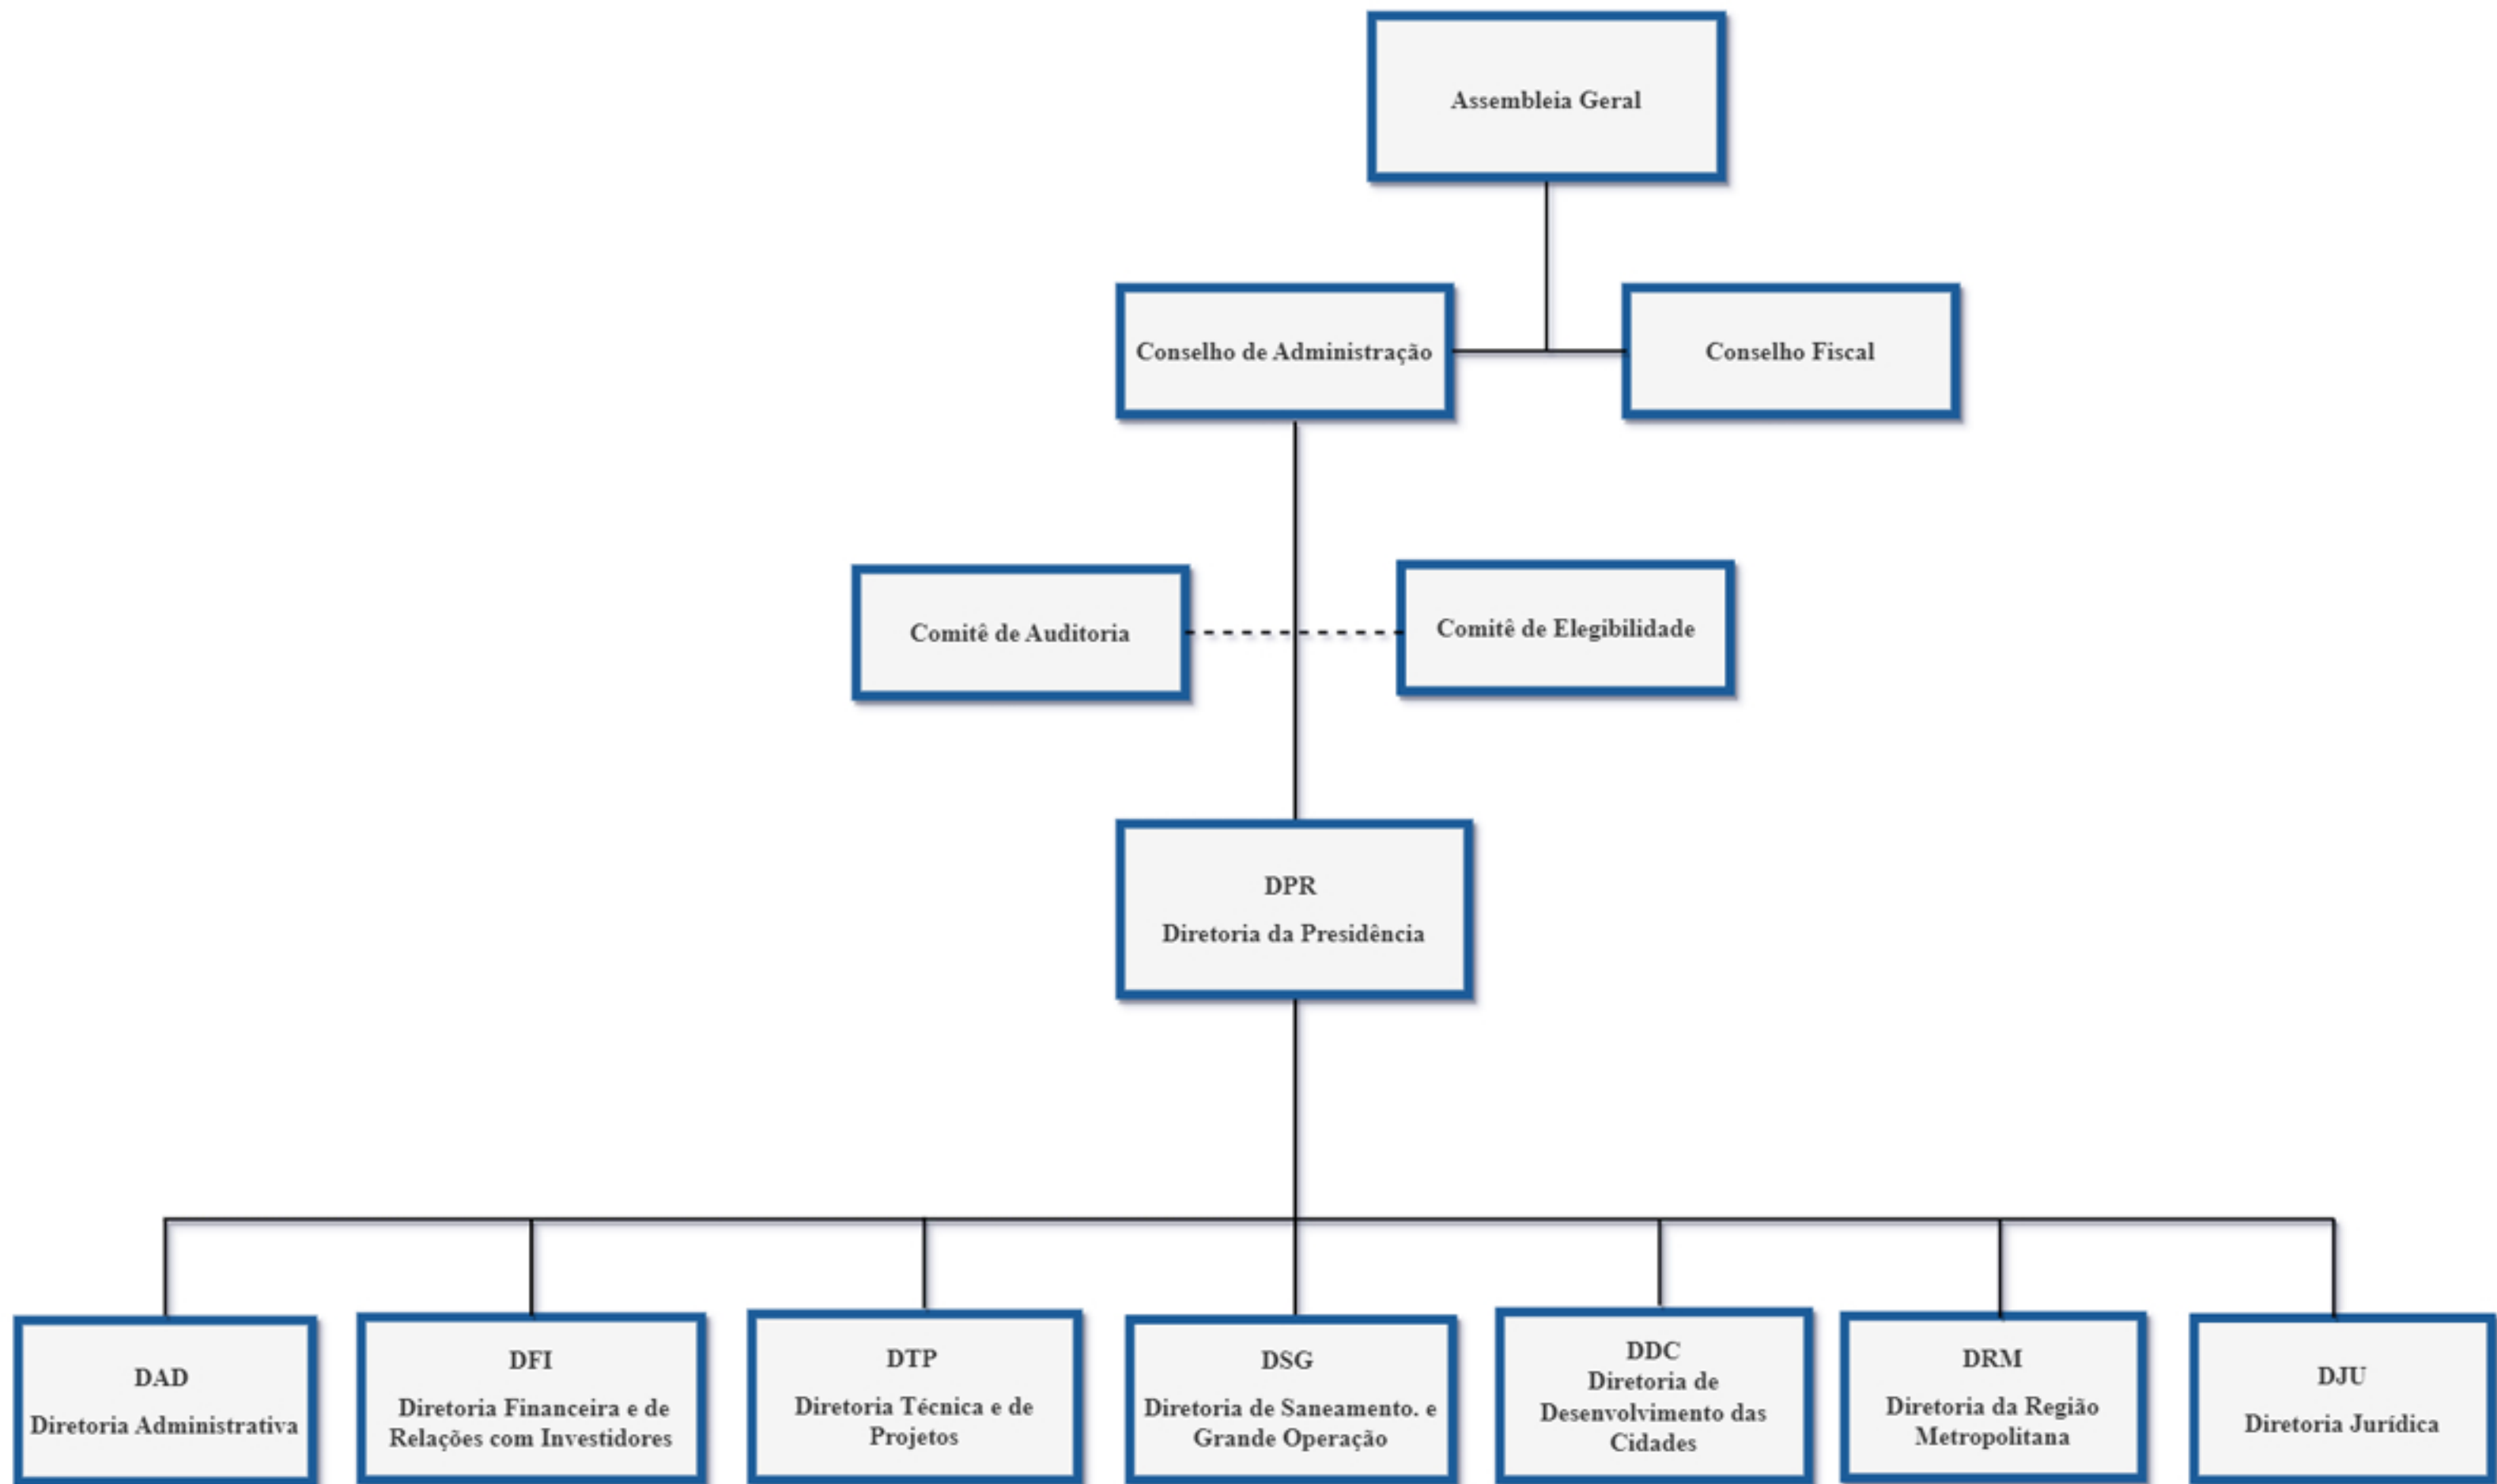 Assembleia Geral
Conselho de Administração
Conselho Fiscal
Comitê de Auditoria
Comitê de Elegibilidade
DPR
Diretoria da Presidência
DAD
Diretoria Administrativa
DFI
Diretoria Financeira e de
Relações com Investidores
DTP
Diretoria Técnica e de
Projetos
DSG
Diretoria de Saneamento. e
Grande Operação
DDC
Diretoria de
Desenvolvimento das
Cidades
DRM
Diretoria da Região
Metropolitana
DJU
Diretoria Jurídica